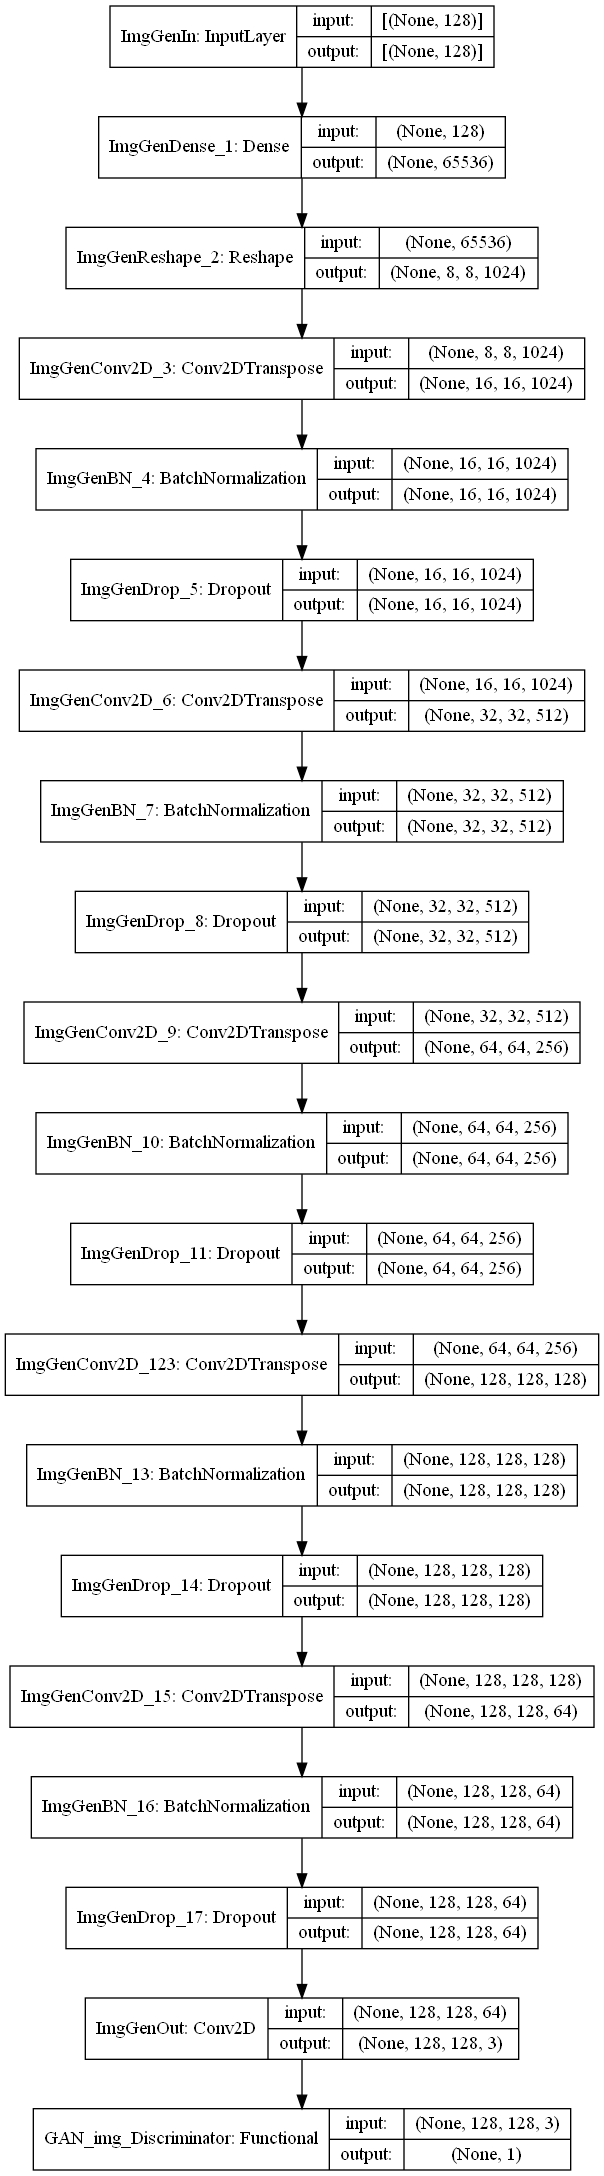 ImgGenIn: InputLayer
input: [(None, 128)]
output: [(None, 128)]
ImgGenDense_1: Dense
input: (None, 128)
output: (None, 65536)
ImgGenReshape_2: Reshape
input: (None, 65536)
output: (None, 8, 8, 1024)
ImgGenConv2D_3: Conv2DTranspose
input: (None, 8, 8, 1024)
output: (None, 16, 16, 1024)
ImgGenBN_4: BatchNormalization
input: (None, 16, 16, 1024)
output: (None, 16, 16, 1024)
ImgGenDrop_5: Dropout
input: (None, 16, 16, 1024)
output: (None, 16, 16, 1024)
ImgGenConv2D_6: Conv2DTranspose
input: (None, 16, 16, 1024)
output: (None, 32, 32, 512)
ImgGenBN_7: BatchNormalization
input: (None, 32, 32, 512)
output: (None, 32, 32, 512)
ImgGenDrop_8: Dropout
input: (None, 32, 32, 512)
output: (None, 32, 32, 512)
ImgGenConv2D_9: Conv2DTranspose
input: (None, 32, 32, 512)
output: (None, 64, 64, 256)
ImgGenBN_10: BatchNormalization
input: (None, 64, 64, 256)
output: (None, 64, 64, 256)
ImgGenDrop_11: Dropout
input: (None, 64, 64, 256)
output: (None, 64, 64, 256)
ImgGenConv2D_123: Conv2DTranspose
input: (None, 64, 64, 256)
output: (None, 128, 128, 128)
ImgGenBN_13: BatchNormalization
input: (None, 128, 128, 128)
output: (None, 128, 128, 128)
ImgGenDrop_14: Dropout
input: (None, 128, 128, 128)
output: (None, 128, 128, 128)
ImgGenConv2D_15: Conv2DTranspose
input: (None, 128, 128, 128)
output: (None, 128, 128, 64)
ImgGenBN_16: BatchNormalization
input: (None, 128, 128, 64)
output: (None, 128, 128, 64)
ImgGenDrop_17: Dropout
input: (None, 128, 128, 64)
output: (None, 128, 128, 64)
ImgGenOut: Conv2D
input: (None, 128, 128, 64)
output: (None, 128, 128, 3)
GAN_img_Discriminator: Functional
input: (None, 128, 128, 3)
output: (None, 1)